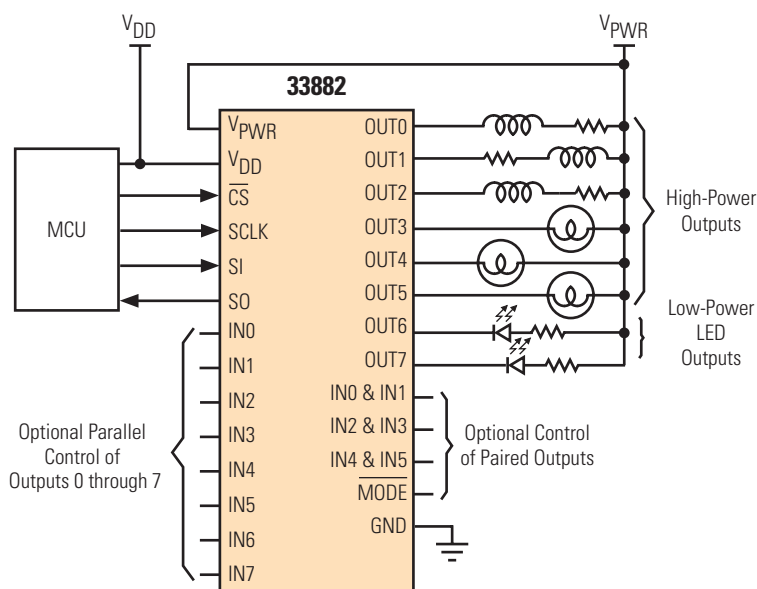 VDD
VPWR
33882
VPWR
VDD
CS
SCLK
SI
SO
IN0
IN1
IN2
IN3
IN4
IN5
IN6
IN7
OUT0
OUT1
OUT2
OUT3
OUT4
OUT5
OUT6
OUT7
IN0 & IN1
IN2 & IN3
IN4 & IN5
MODE
GND
MCU
Optional Parallel
Control of
Outputs 0 through 7
High-Power
Outputs
Low-Power
LED
Outputs
Optional Control
of Paired Outputs